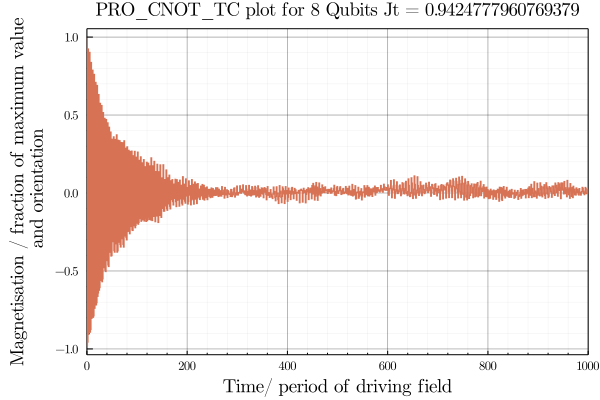 PRO_CNOT_TC plot for 8 Qubits Jt = 0.9424777960769379
Magnetisation / fraction of maximum value
and orientation
1.0
0.5
0.0
−0.5
−1.0
0 200 400 600 800 1000
Time/ period of driving field